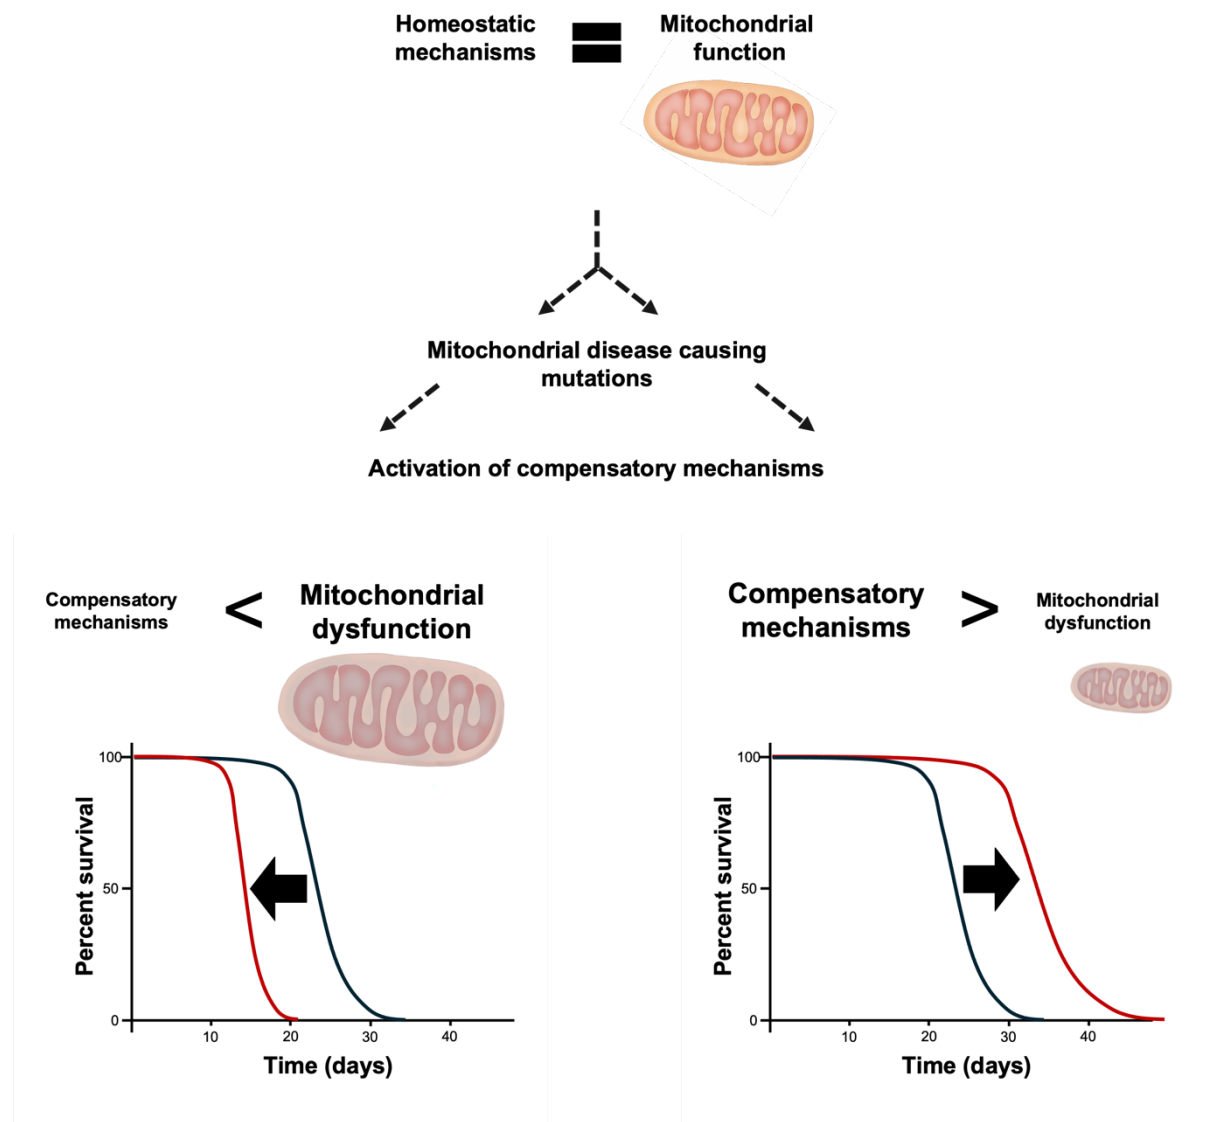 Homeostatic
mechanisms
=
Mitochondrial
function
Mitochondrial disease causing
mutations
Activation of compensatory mechanisms
Compensatory
mechanisms
<
Mitochondrial
dysfunction
100
50
0
Percent survival
10 20 30 40
Time (days)
Compensatory
mechanisms
>
Mitochondrial
dysfunction
100
50
0
Percent survival
10 20 30 40
Time (days)